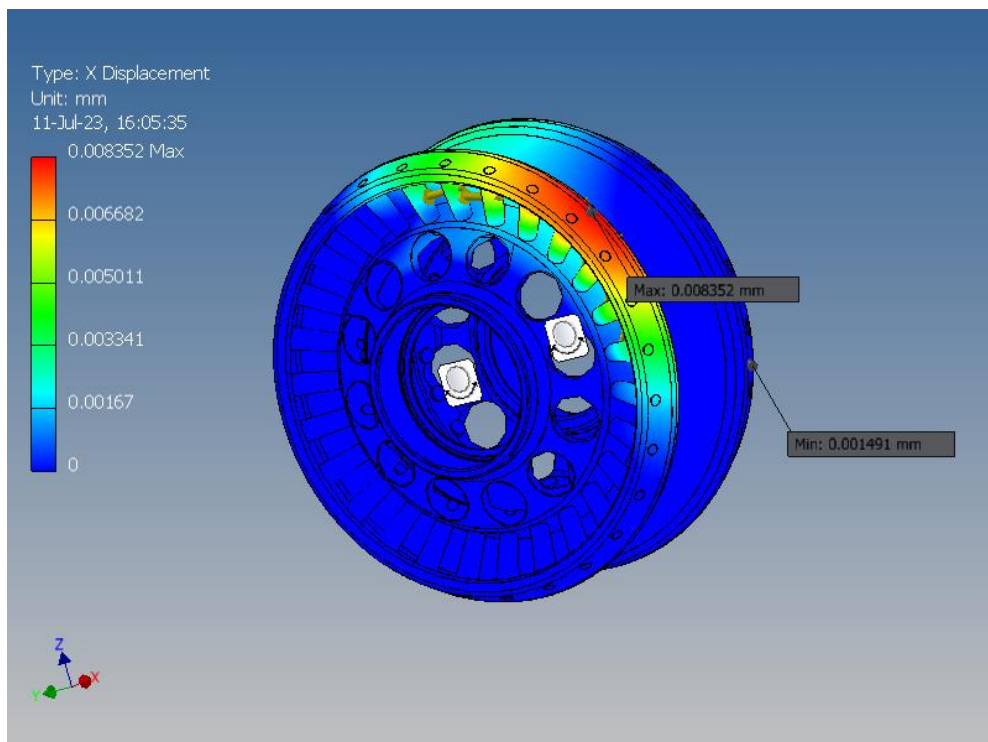 Type: X Displacement
Unit: mm
11-Jul-23, 16:05:35
0.008352 Max
0.006682
0.005011
0.003341
0.00167
0
Max: 0.008352 mm
Min: 0.001491 mm
Z
Y
X